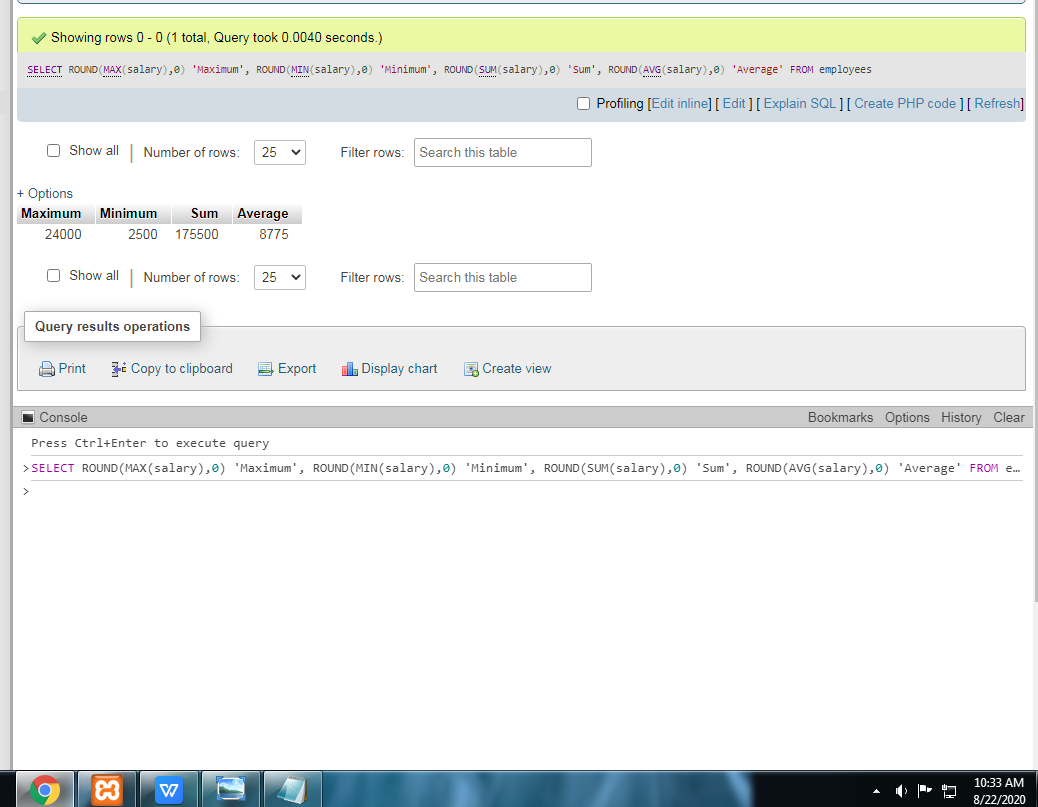 Showing rows 0 - 0 (1 total, Query took 0.0040 seconds.)
SELECT ROUND(MAX(salary),0) 'Maximum', ROUND(MIN(salary),0) 'Minimum', ROUND(SUM(salary),0) 'Sum', ROUND(AVG(salary),0) 'Average' FROM employees
Profiling [Edit inline] [ Edit ] [ Explain SQL ] [ Create PHP code ] [ Refresh]
Show all | Number of rows: 25 Filter rows: Search this table
+ Options
Maximum Minimum Sum Average
24000 2500 175500 8775
Show all | Number of rows: 25 Filter rows: Search this table
Query results operations
Print Copy to clipboard Export Display chart Create view
Console Bookmarks Options History Clear
Press Ctrl+Enter to execute query
>SELECT ROUND(MAX(salary),0) 'Maximum', ROUND(MIN(salary),0) 'Minimum', ROUND(SUM(salary),0) 'Sum', ROUND(AVG(salary),0) 'Average' FROM e…
>
W
10:33 AM
8/22/2020